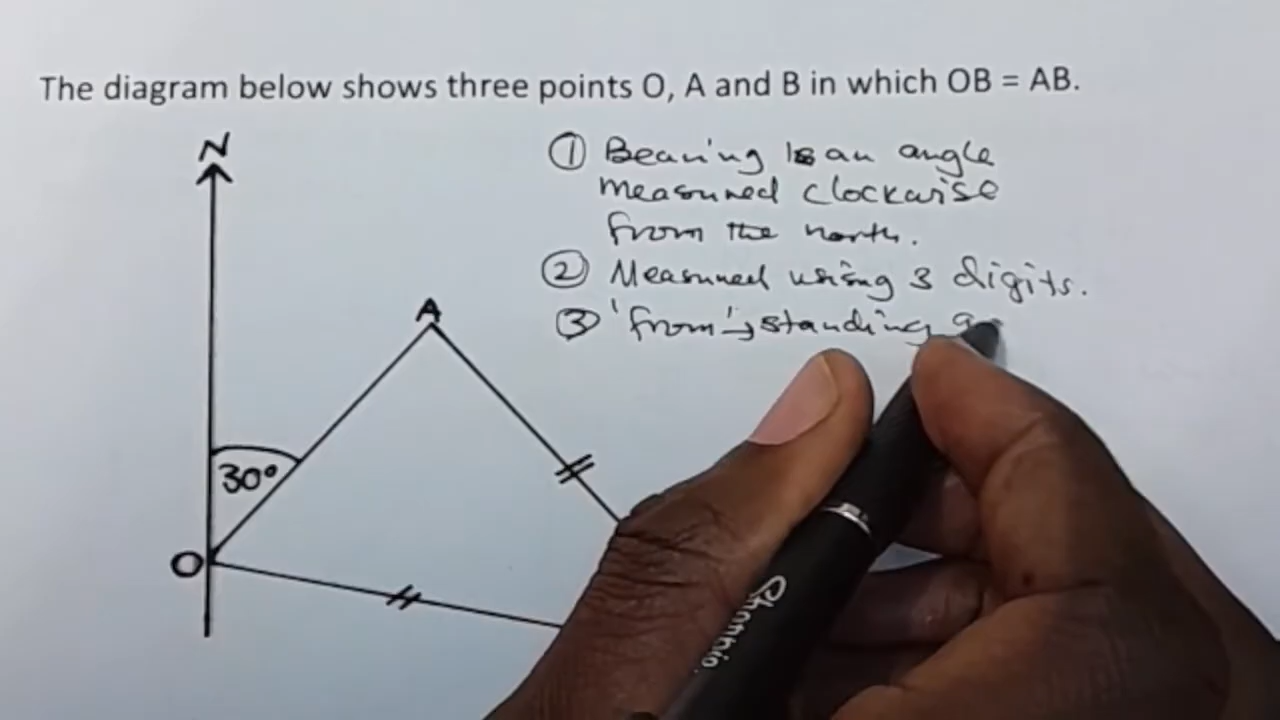 The diagram below shows three points O, A and B in which OB = AB.
N
① Bearing is an angle
measured clockwise
from the north.
② Measured using 3 digits.
③ 'from' → standing
A
30°
O